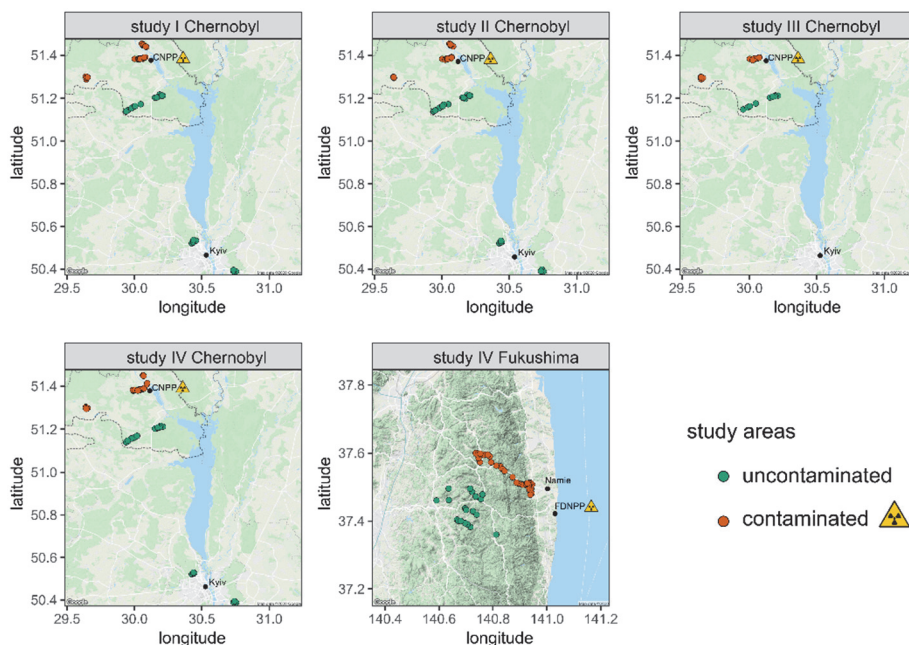 study I Chernobyl
study II Chernobyl
study III Chernobyl
latitude
51.4
51.2
51.0
50.8
50.6
50.4
CNPP
Kyiv
Google
29.5
30.0
30.5
31.0
longitude
latitude
51.4
51.2
51.0
50.8
50.6
50.4
CNPP
Kyiv
Google
29.5
30.0
30.5
31.0
longitude
latitude
51.4
51.2
51.0
50.8
50.6
50.4
CNPP
Kyiv
Google
29.5
30.0
30.5
31.0
longitude
study IV Chernobyl
study IV Fukushima
latitude
51.4
51.2
51.0
50.8
50.6
50.4
CNPP
Kyiv
Google
29.5
30.0
30.5
31.0
longitude
latitude
37.8
37.6
37.4
37.2
Namie
FDNPP
Google
140.4
140.6
140.8
141.0
141.2
longitude
study areas
uncontaminated
contaminated